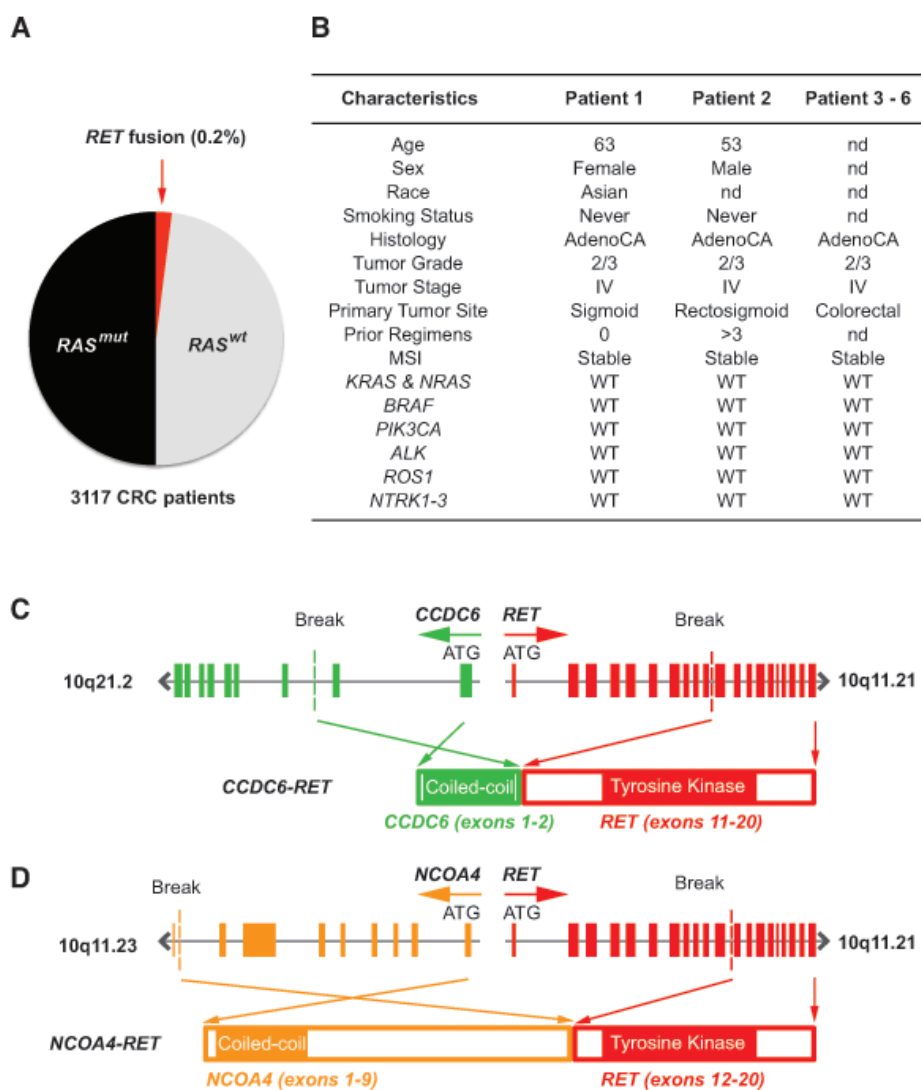 A
RET fusion (0.2%)
RAS^mut
RAS^wt
3117 CRC patients
B
Characteristics Patient 1 Patient 2 Patient 3 - 6
Age 63 53 nd
Sex Female Male nd
Race Asian nd nd
Smoking Status Never Never nd
Histology AdenoCA AdenoCA AdenoCA
Tumor Grade 2/3 2/3 2/3
Tumor Stage IV IV IV
Primary Tumor Site Sigmoid Rectosigmoid Colorectal
Prior Regimens 0 >3 nd
MSI Stable Stable Stable
KRAS & NRAS WT WT WT
BRAF WT WT WT
PIK3CA WT WT WT
ALK WT WT WT
ROS1 WT WT WT
NTRK1-3 WT WT WT
C
CCDC6 RET
Break ATG ATG Break
10q21.2 10q11.21
CCDC6-RET Coiled-coil Tyrosine Kinase
CCDC6 (exons 1-2) RET (exons 11-20)
D
NCOA4 RET
Break ATG ATG Break
10q11.23 10q11.21
NCOA4-RET Coiled-coil Tyrosine Kinase
NCOA4 (exons 1-9) RET (exons 12-20)